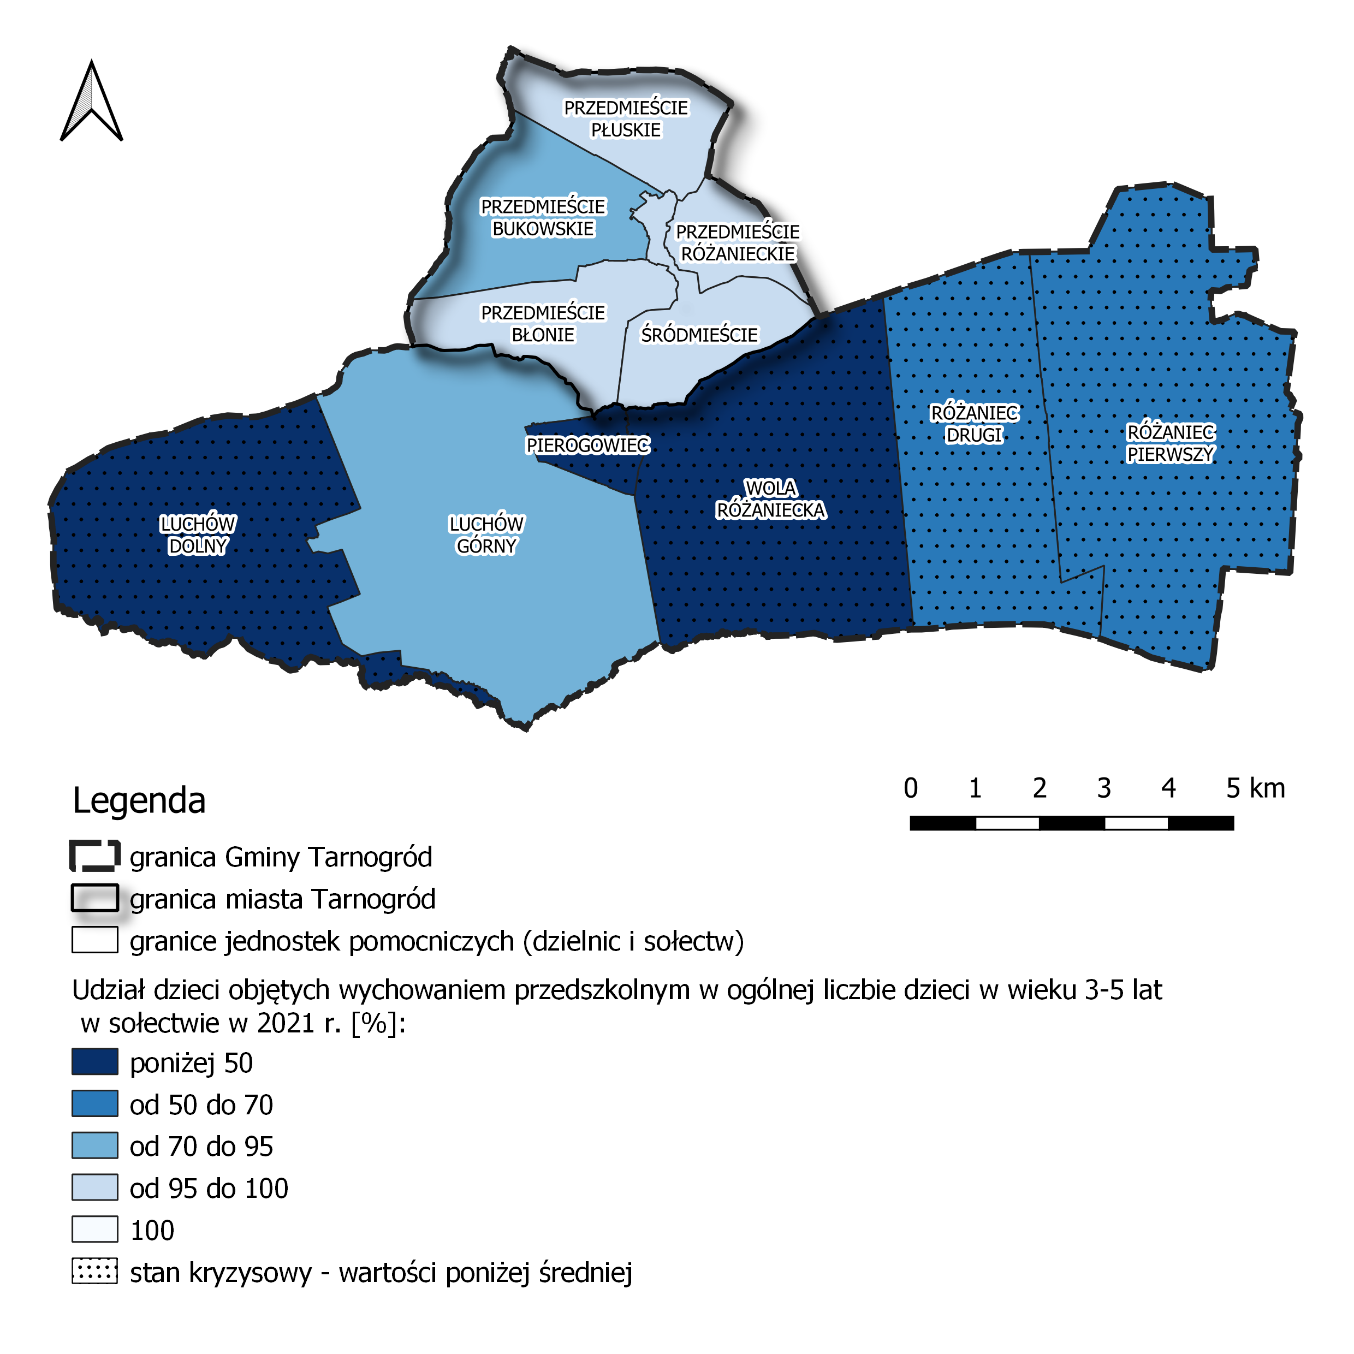 PRZEDMIEŚCIE
PŁUSKIE
PRZEDMIEŚCIE
BUKOWSKIE
PRZEDMIEŚCIE
RÓŻANIECKIE
PRZEDMIEŚCIE
BŁONIE
ŚRÓDMIEŚCIE
RÓŻANIEC
DRUGI
RÓŻANIEC
PIERWSZY
PIEROGOWIEC
WOLA
RÓŻANIECKA
LUCHÓW
DOLNY
LUCHÓW
GÓRNY
0 1 2 3 4 5 km
Legenda
granica Gminy Tarnogród
granica miasta Tarnogród
granice jednostek pomocniczych (dzielnic i sołectw)
Udział dzieci objętych wychowaniem przedszkolnym w ogólnej liczbie dzieci w wieku 3-5 lat
w sołectwie w 2021 r. [%]:
poniżej 50
od 50 do 70
od 70 do 95
od 95 do 100
100
stan kryzysowy - wartości poniżej średniej